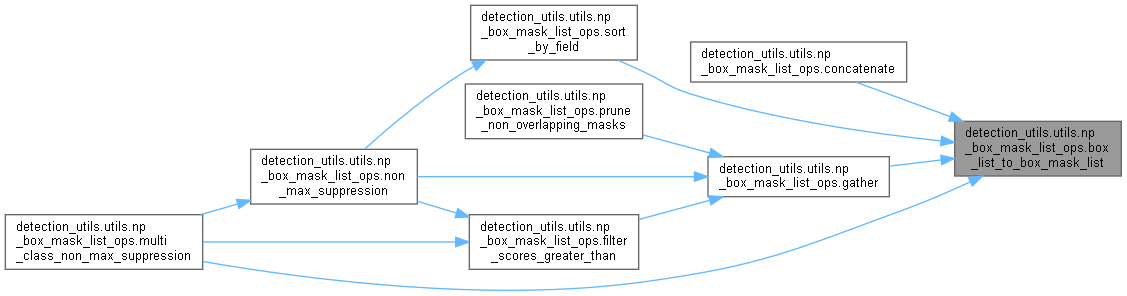 detection_utils.utils.np
_box_mask_list_ops.sort
_by_field
detection_utils.utils.np
_box_mask_list_ops.concatenate
detection_utils.utils.np
_box_mask_list_ops.prune
_non_overlapping_masks
detection_utils.utils.np
_box_mask_list_ops.box
_list_to_box_mask_list
detection_utils.utils.np
_box_mask_list_ops.non
_max_suppression
detection_utils.utils.np
_box_mask_list_ops.gather
detection_utils.utils.np
_box_mask_list_ops.multi
_class_non_max_suppression
detection_utils.utils.np
_box_mask_list_ops.filter
_scores_greater_than